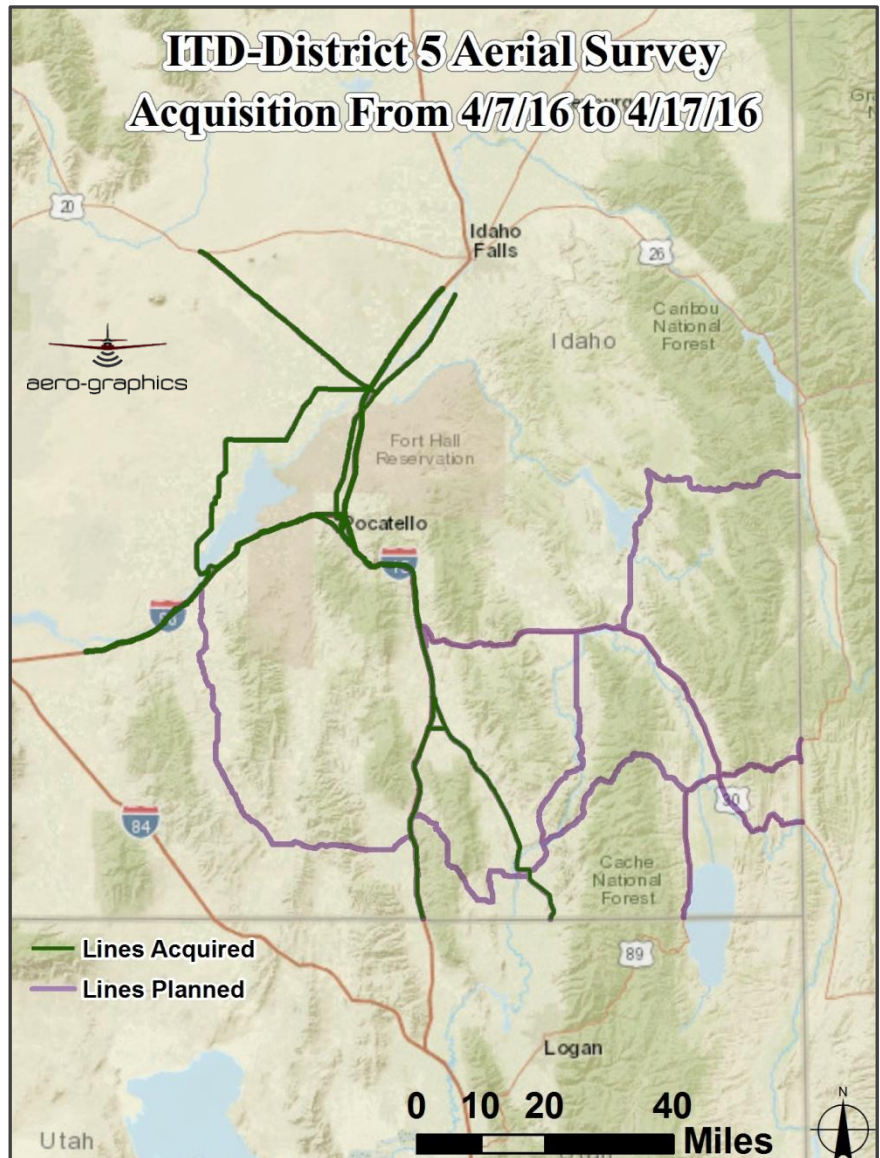 ITD-District 5 Aerial Survey
Acquisition From 4/7/16 to 4/17/16
20
Idaho
Falls
26
Caribou
National
Forest
Idaho
aero-graphics
Fort Hall
Reservation
Pocatello
84
30
Cache
National
Forest
Lines Acquired
89
Lines Planned
Logan
0 10 20 40
Miles
N
Utah